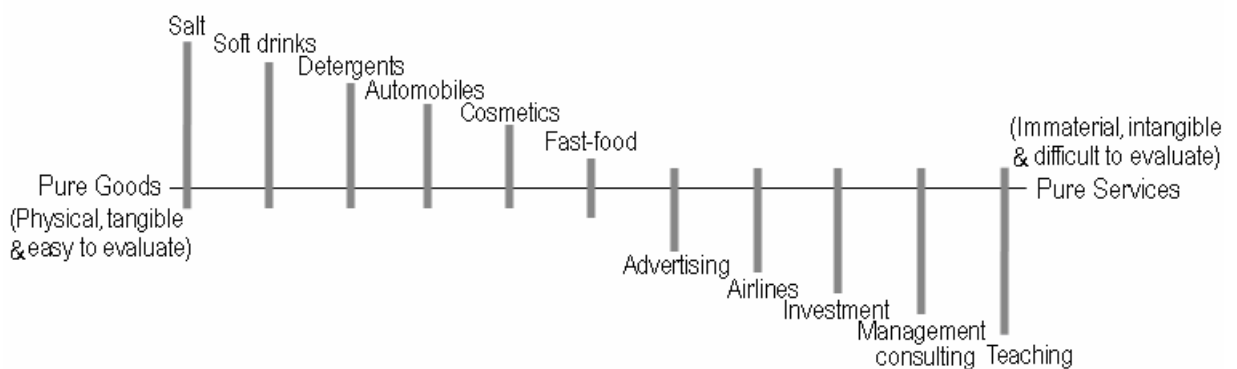 Salt
Soft drinks
Detergents
Automobiles
Cosmetics
Fast-food
(Immaterial, intangible
& difficult to evaluate)
Pure Goods
Pure Services
(Physical, tangible
& easy to evaluate)
Advertising
Airlines
Investment
Management
consulting
Teaching